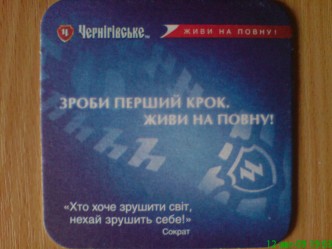 Чернігівське
ЖИВИ НА ПОВНУ!
ЗРОБИ ПЕРШИЙ КРОК.
ЖИВИ НА ПОВНУ!
«Хто хоче зрушити світ,
нехай зрушить себе!»
Сократ